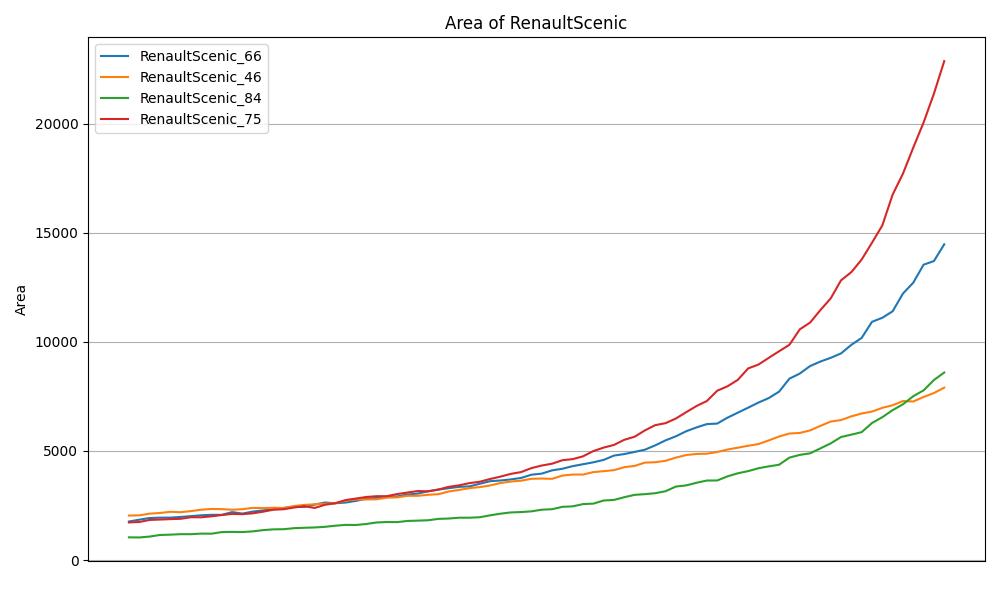 Area of RenaultScenic
RenaultScenic_66
RenaultScenic_46
RenaultScenic_84
RenaultScenic_75
20000
15000
10000
5000
0
Area